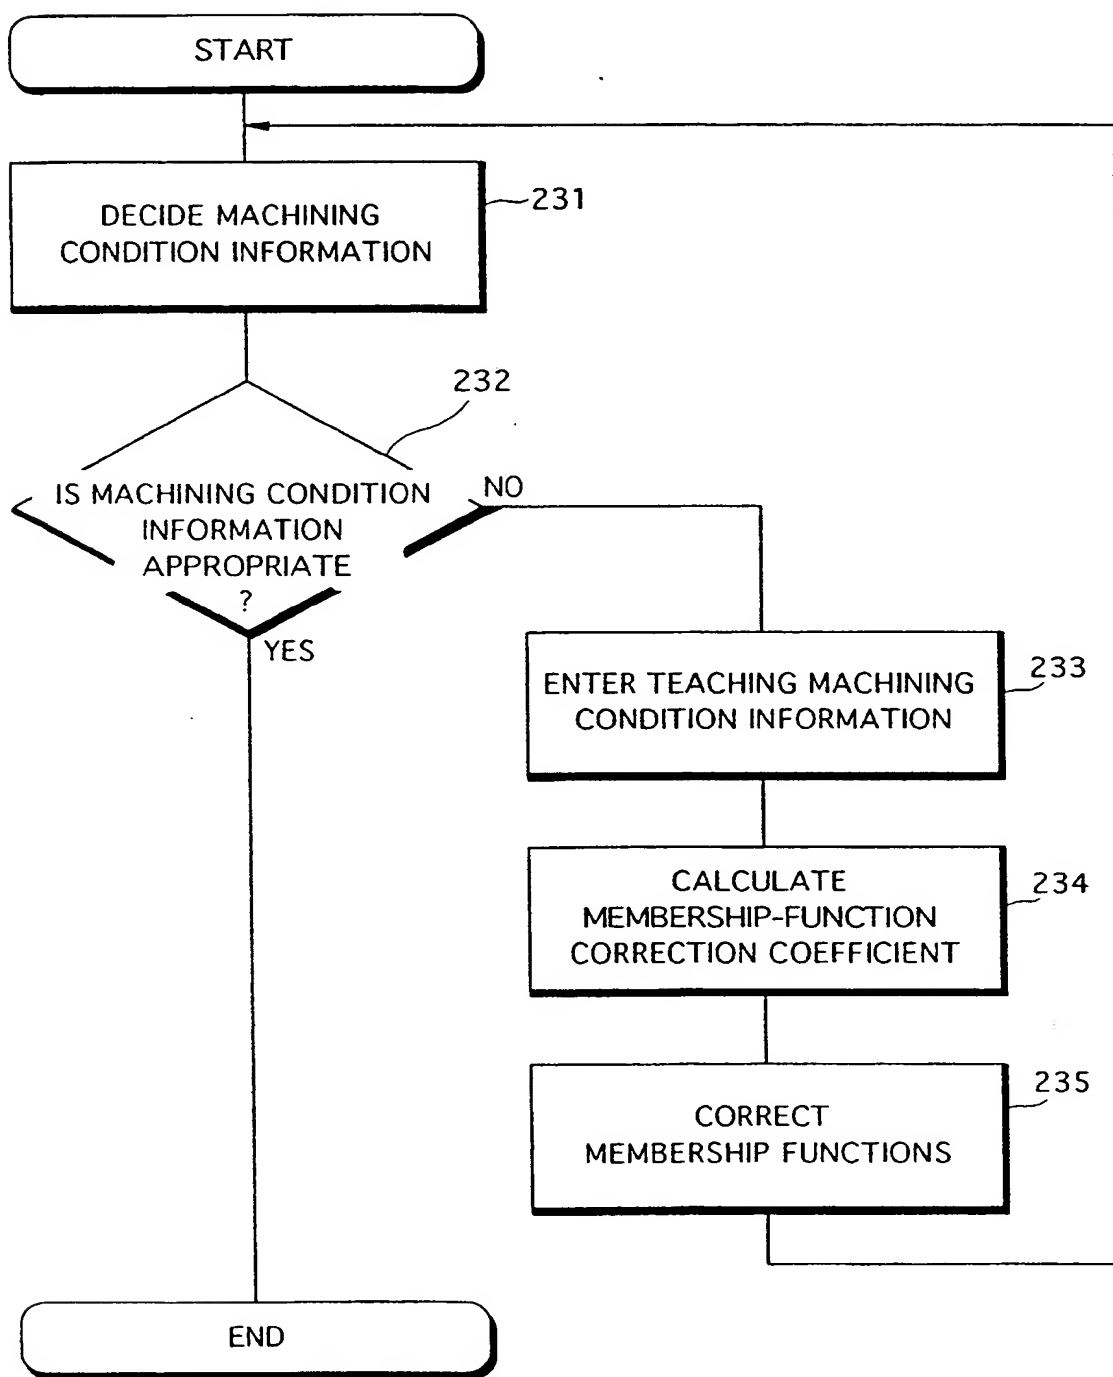 START
DECIDE MACHINING
CONDITION INFORMATION
231
232
IS MACHINING CONDITION
INFORMATION
APPROPRIATE
?
NO
YES
ENTER TEACHING MACHINING
CONDITION INFORMATION
233
CALCULATE
MEMBERSHIP-FUNCTION
CORRECTION COEFFICIENT
234
CORRECT
MEMBERSHIP FUNCTIONS
235
END